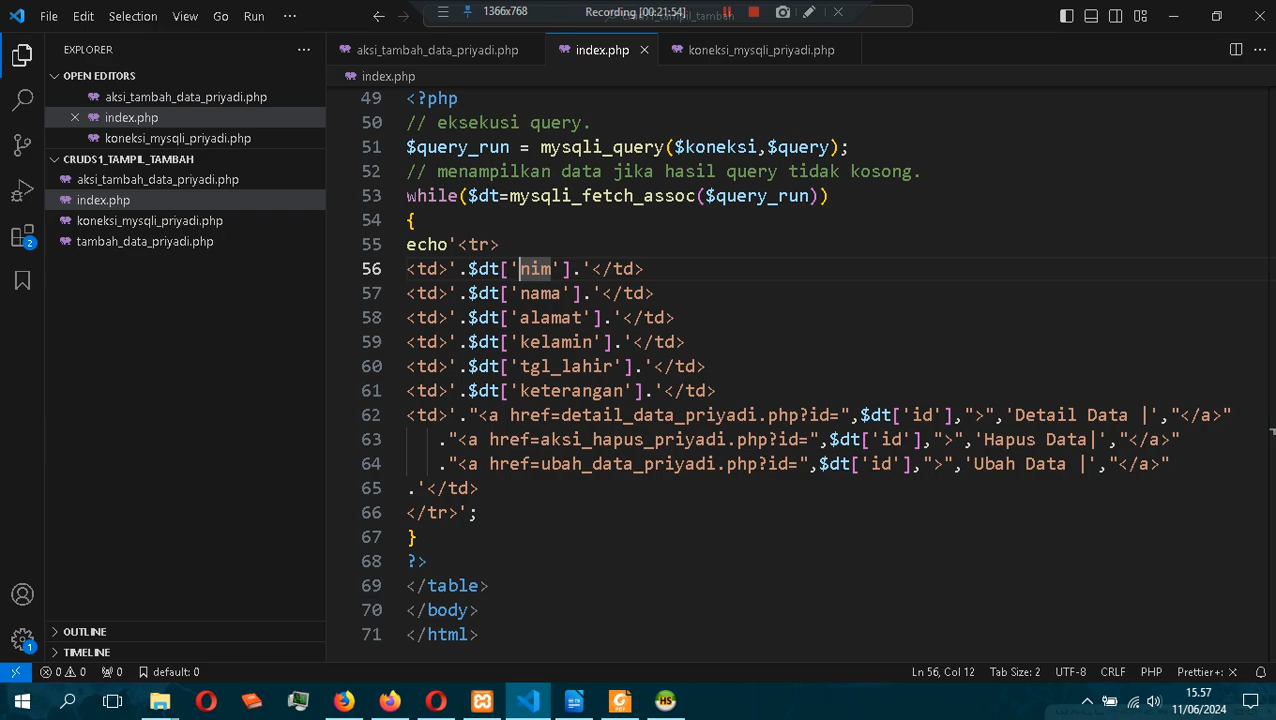 File Edit Selection View Go Run ···
1366x768 Recording [00:21:54]
EXPLORER
OPEN EDITORS
aksi_tambah_data_priyadi.php
index.php
koneksi_mysqli_priyadi.php
CRUDS1_TAMPIL_TAMBAH
aksi_tambah_data_priyadi.php
index.php
koneksi_mysqli_priyadi.php
tambah_data_priyadi.php
OUTLINE
TIMELINE
2
1
aksi_tambah_data_priyadi.php index.php koneksi_mysqli_priyadi.php
index.php
49 <?php
50 // eksekusi query.
51 $query_run = mysqli_query($koneksi,$query);
52 // menampilkan data jika hasil query tidak kosong.
53 while($dt=mysqli_fetch_assoc($query_run))
54 {
55 echo'<tr>
56 <td>'.$dt['nim'].'</td>
57 <td>'.$dt['nama'].'</td>
58 <td>'.$dt['alamat'].'</td>
59 <td>'.$dt['kelamin'].'</td>
60 <td>'.$dt['tgl_lahir'].'</td>
61 <td>'.$dt['keterangan'].'</td>
62 <td>'."<a href=detail_data_priyadi.php?id=",$dt['id'],">",'Detail Data |',"</a>"
63 ."<a href=aksi_hapus_priyadi.php?id=",$dt['id'],">",'Hapus Data|',"</a>"
64 ."<a href=ubah_data_priyadi.php?id=",$dt['id'],">",'Ubah Data |',"</a>"
65 .'</td>
66 </tr>';
67 }
68 ?>
69 </table>
70 </body>
71 </html>
0 0 0 default: 0 Ln 56, Col 12 Tab Size: 2 UTF-8 CRLF PHP Prettier+:
HS
PDF
15.57
11/06/2024